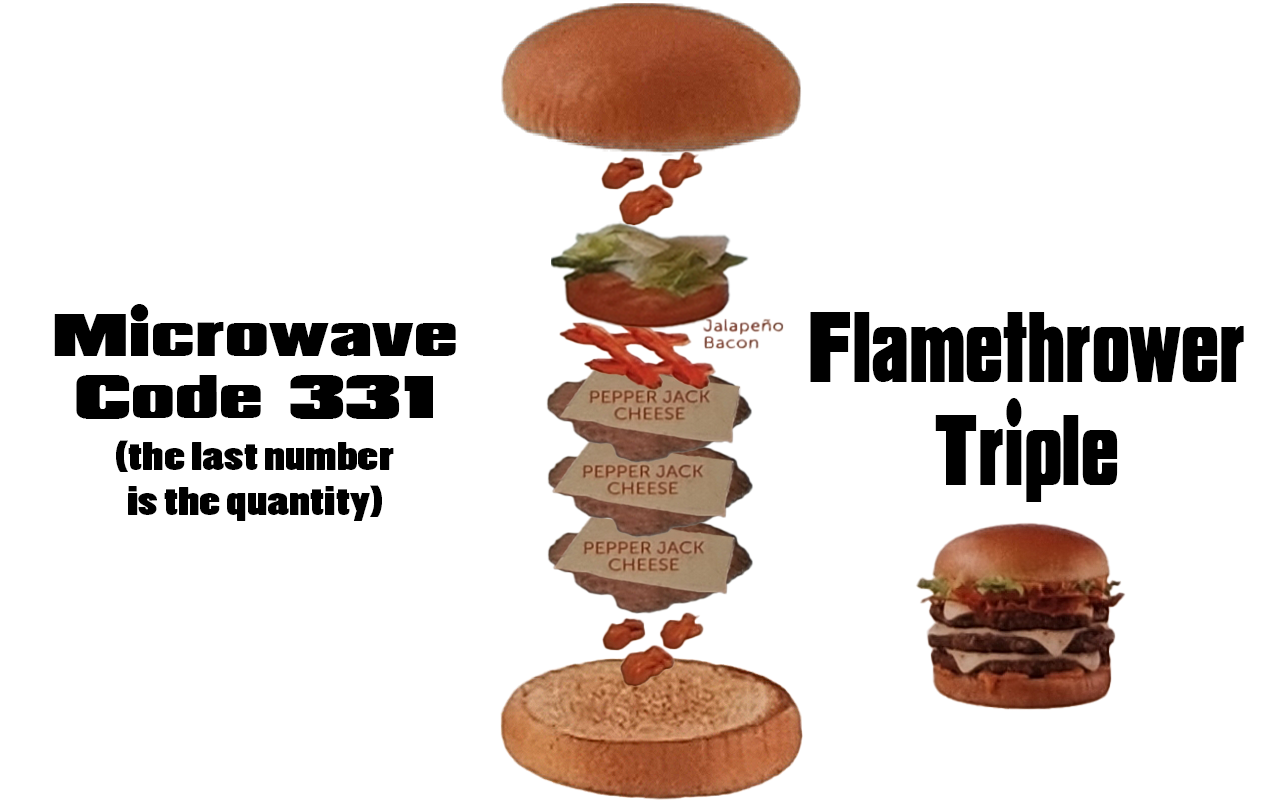 Microwave
Code 331
(the last number
is the quantity)
Jalapeño
Bacon
PEPPER JACK
CHEESE
PEPPER JACK
CHEESE
PEPPER JACK
CHEESE
Flamethrower
Triple